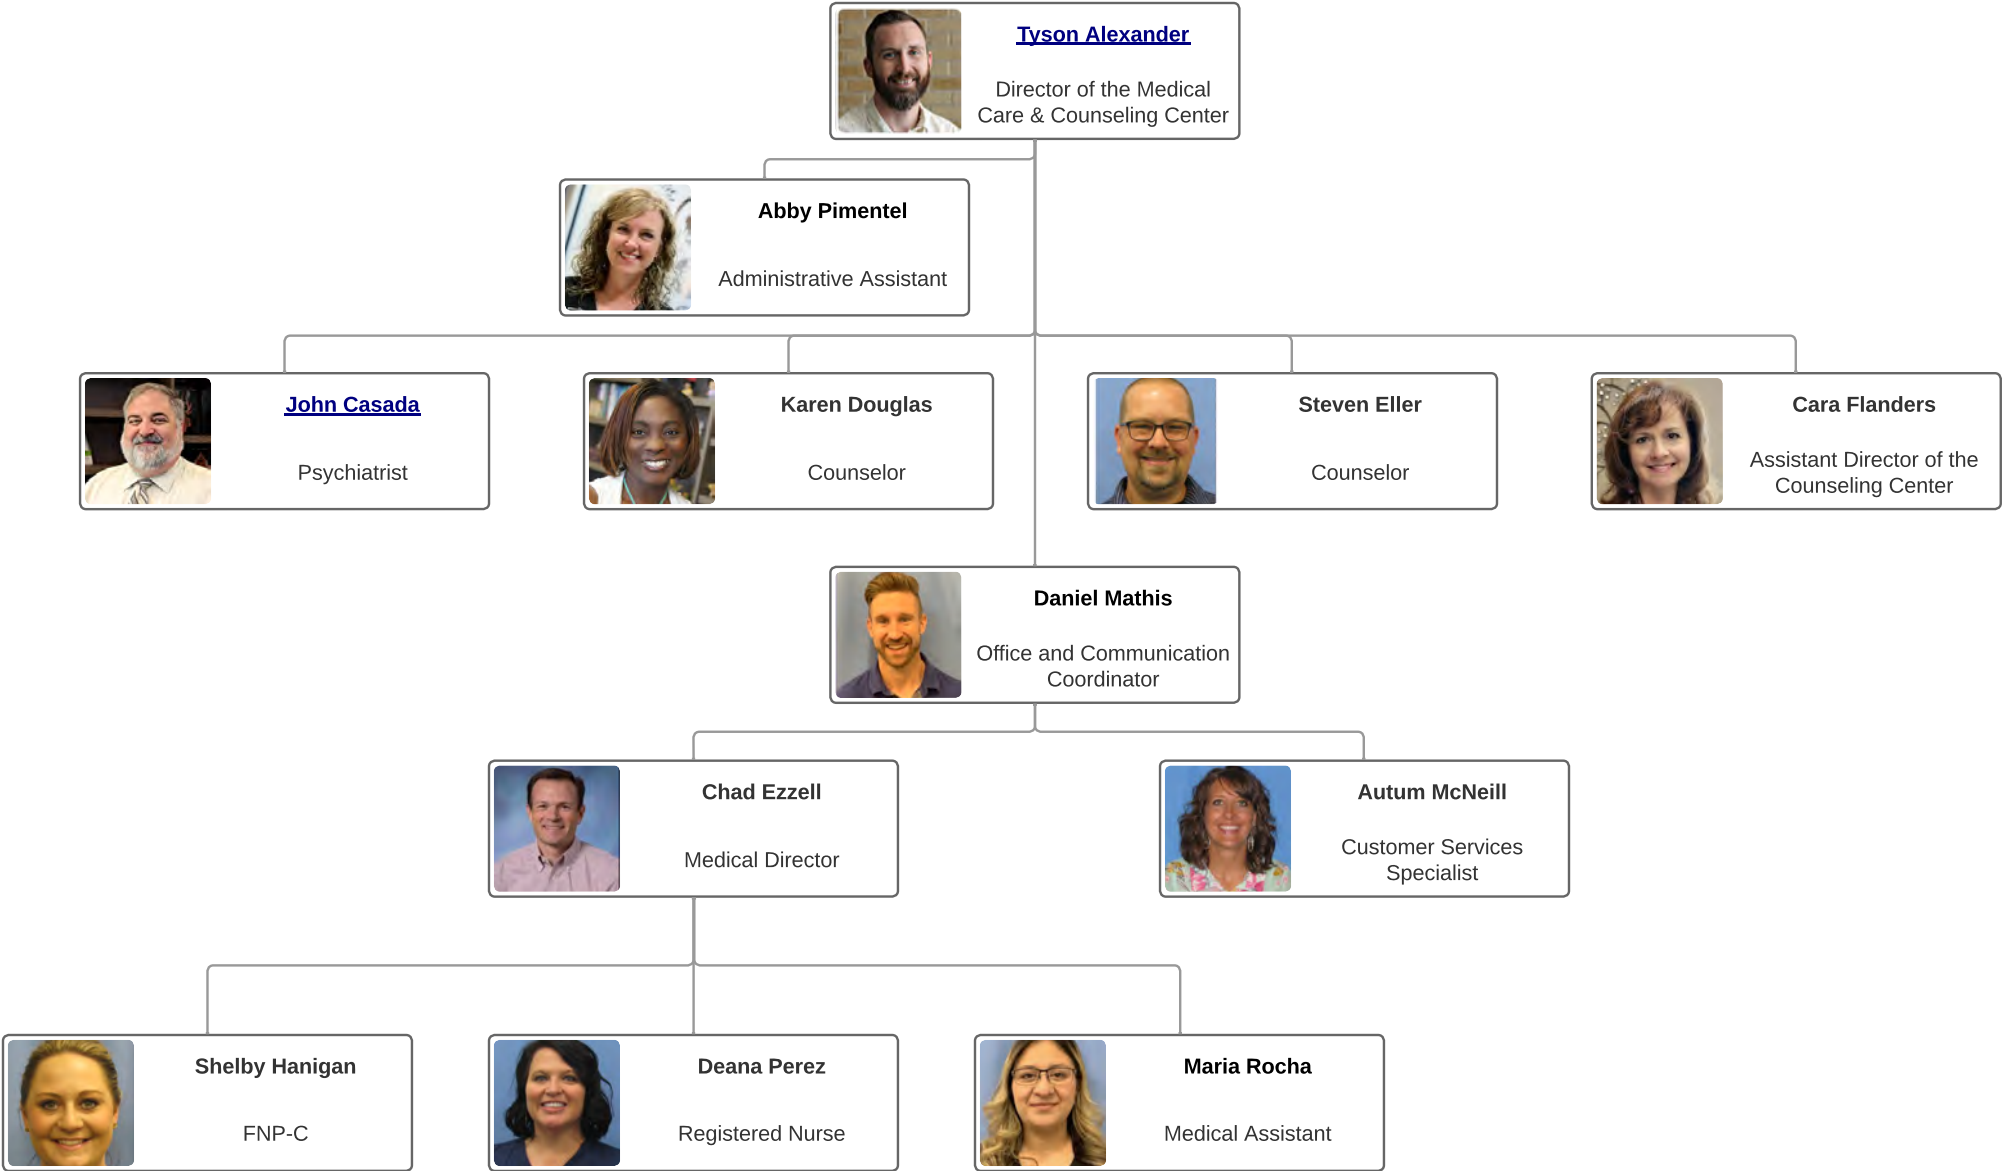 Tyson Alexander
Director of the Medical
Care & Counseling Center
Abby Pimentel
Administrative Assistant
John Casada
Psychiatrist
Karen Douglas
Counselor
Steven Eller
Counselor
Cara Flanders
Assistant Director of the
Counseling Center
Daniel Mathis
Office and Communication
Coordinator
Chad Ezzell
Medical Director
Autum McNeill
Customer Services
Specialist
Shelby Hanigan
FNP-C
Deana Perez
Registered Nurse
Maria Rocha
Medical Assistant